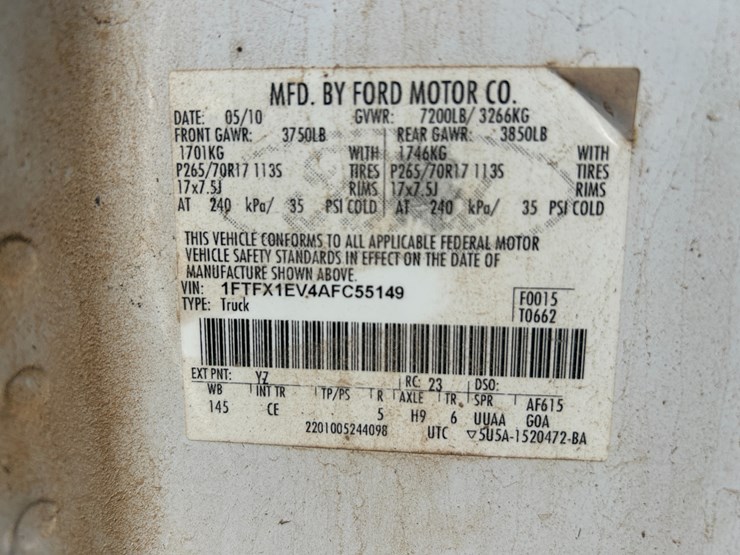 MFD. BY FORD MOTOR CO.
DATE: 05/10 GVWR: 7200LB/ 3266KG
FRONT GAWR: 3750LB REAR GAWR: 3850LB
1701KG WITH 1746KG WITH
P265/70R17 113S TIRES P265/70R17 113S TIRES
17x7.5J RIMS 17x7.5J RIMS
AT 240 kPa/ 35 PSI COLD AT 240 kPa/ 35 PSI COLD
THIS VEHICLE CONFORMS TO ALL APPLICABLE FEDERAL MOTOR
VEHICLE SAFETY STANDARDS IN EFFECT ON THE DATE OF
MANUFACTURE SHOWN ABOVE.
VIN: 1FTFX1EV4AFC55149
TYPE: Truck
F0015
T0662
EXT PNT: YZ RC: 23 DSO:
WB INT TR TP/PS R AXLE TR SPR AF615
145 CE 5 H9 6 UUAA GOA
2201005244098 UTC ▽5U5A-1520472-BA